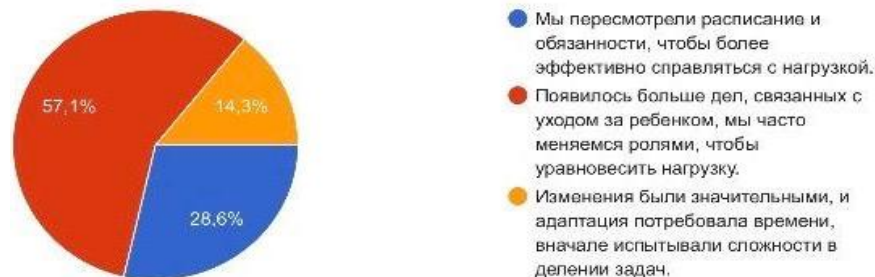 57,1%
14,3%
28,6%
Мы пересмотрели расписание и
обязанности, чтобы более
эффективно справляться с нагрузкой.
Появилось больше дел, связанных с
уходом за ребенком, мы часто
меняемся ролями, чтобы
уравновесить нагрузку.
Изменения были значительными, и
адаптация потребовала времени,
вначале испытывали сложности в
делении задач.